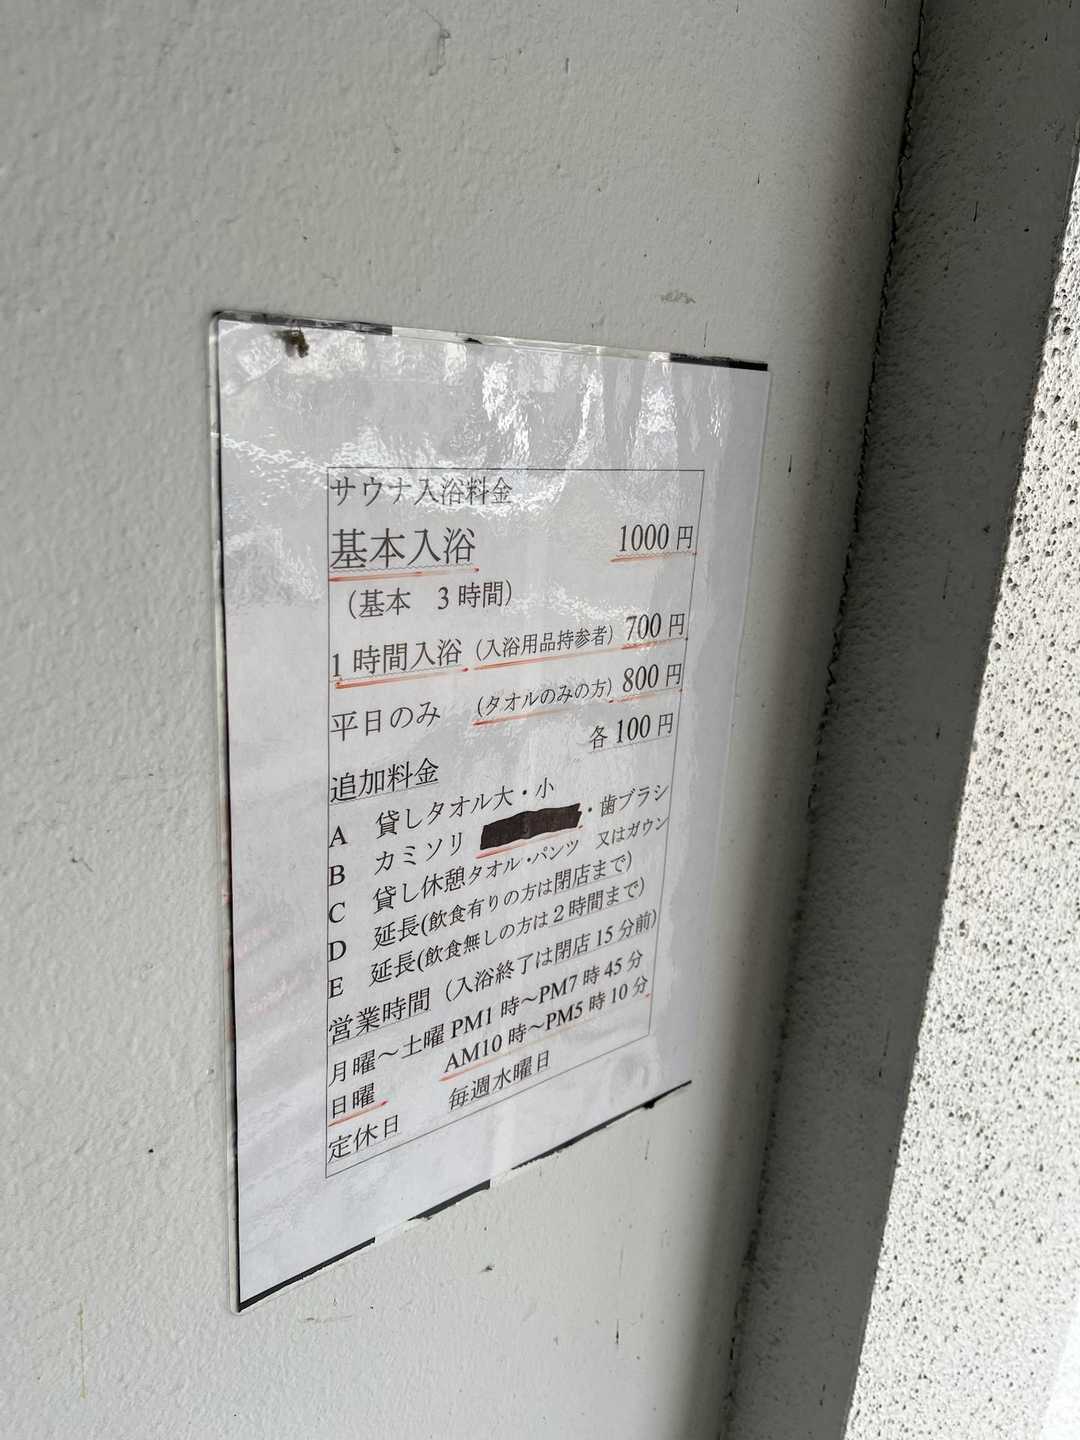 サウナ入浴料金
基本入浴 1000円
（基本 3時間）
1時間入浴 （入浴用品持参者） 700円
平日のみ （タオルのみの方） 800円
追加料金 各100円
A 貸しタオル大・小
B カミソリ ・歯ブラシ
C 貸し休憩タオル・パンツ 又はガウン
D 延長(飲食有りの方は閉店まで)
E 延長(飲食無しの方は２時間まで)
営業時間 （入浴終了は閉店15分前)
月曜～土曜 PM1時～PM7時45分
日曜 AM10時～PM5時10分
定休日 毎週水曜日